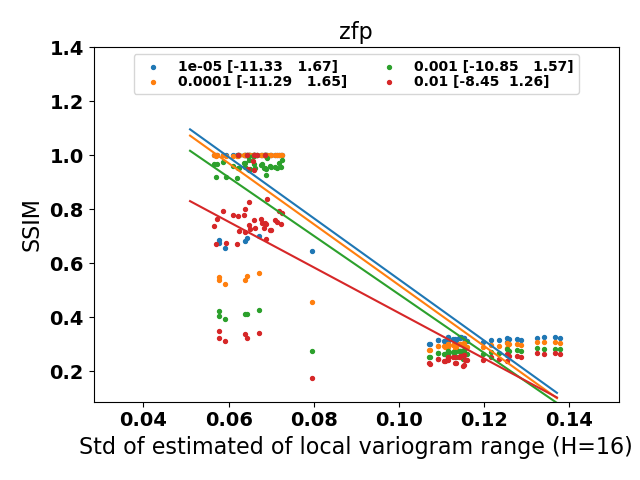 zfp
1e-05 [-11.33   1.67]
0.0001 [-11.29   1.65]
0.001 [-10.85   1.57]
0.01 [-8.45  1.26]
SSIM
1.4
1.2
1.0
0.8
0.6
0.4
0.2
0.04 0.06 0.08 0.10 0.12 0.14
Std of estimated of local variogram range (H=16)